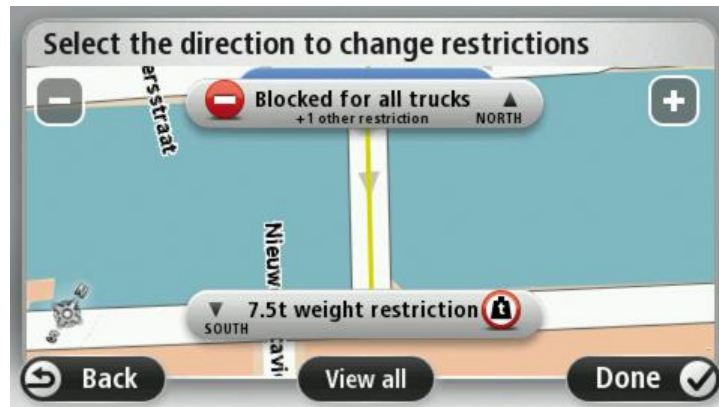 Select the direction to change restrictions
ersstraat
Blocked for all trucks
+1 other restriction
NORTH
Nieuw
7.5t weight restriction
t
SOUTH
avi
Back
View all
Done